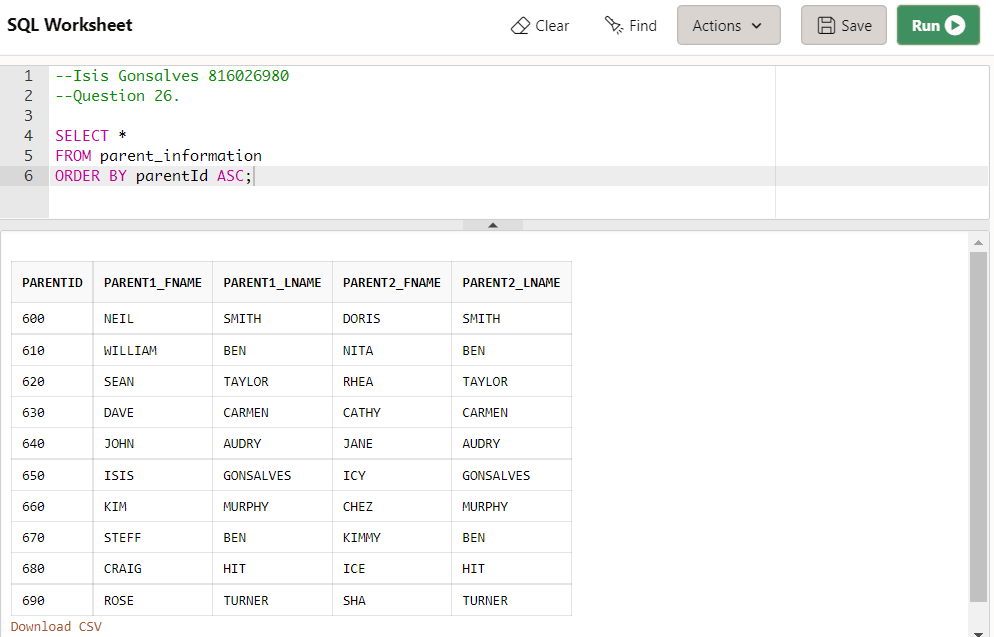 SQL Worksheet Clear Find Actions Save Run
1 --Isis Gonsalves 816026980
2 --Question 26.
3
4 SELECT *
5 FROM parent_information
6 ORDER BY parentId ASC;
PARENTID PARENT1_FNAME PARENT1_LNAME PARENT2_FNAME PARENT2_LNAME
600 NEIL SMITH DORIS SMITH
610 WILLIAM BEN NITA BEN
620 SEAN TAYLOR RHEA TAYLOR
630 DAVE CARMEN CATHY CARMEN
640 JOHN AUDRY JANE AUDRY
650 ISIS GONSALVES ICY GONSALVES
660 KIM MURPHY CHEZ MURPHY
670 STEFF BEN KIMMY BEN
680 CRAIG HIT ICE HIT
690 ROSE TURNER SHA TURNER
Download CSV